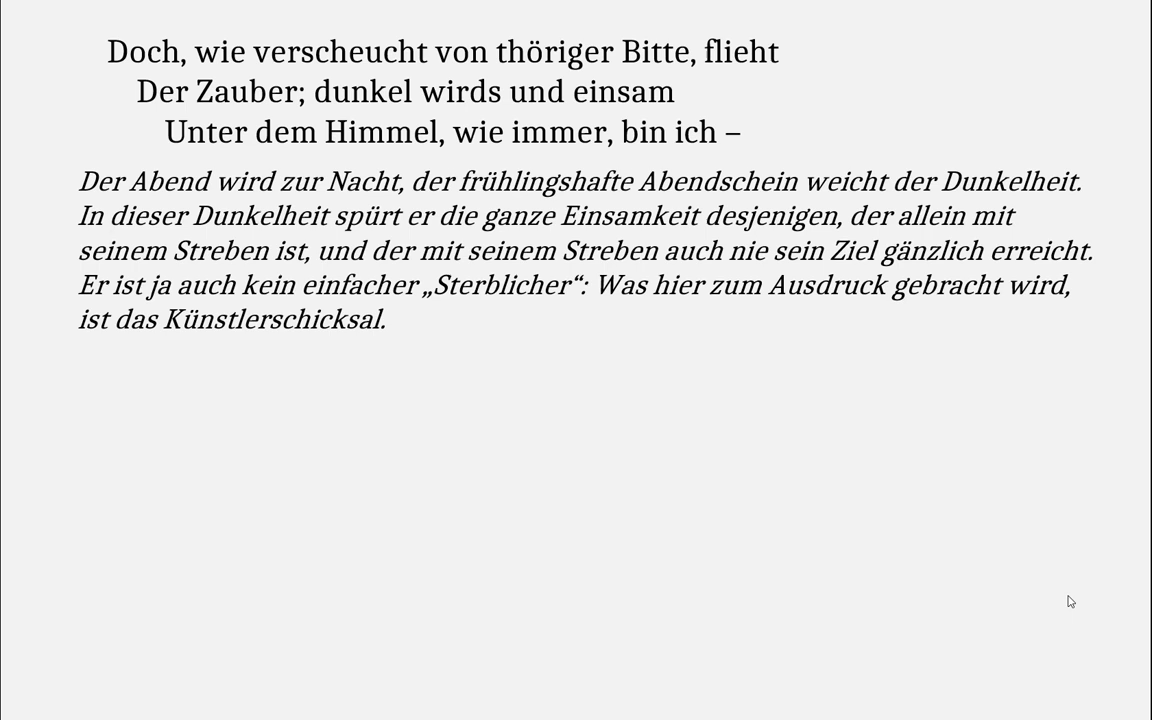 Doch, wie verscheucht von thöriger Bitte, flieht
Der Zauber; dunkel wirds und einsam
Unter dem Himmel, wie immer, bin ich –
Der Abend wird zur Nacht, der frühlingshafte Abendschein weicht der Dunkelheit.
In dieser Dunkelheit spürt er die ganze Einsamkeit desjenigen, der allein mit
seinem Streben ist, und der mit seinem Streben auch nie sein Ziel gänzlich erreicht.
Er ist ja auch kein einfacher „Sterblicher“: Was hier zum Ausdruck gebracht wird,
ist das Künstlerschicksal.